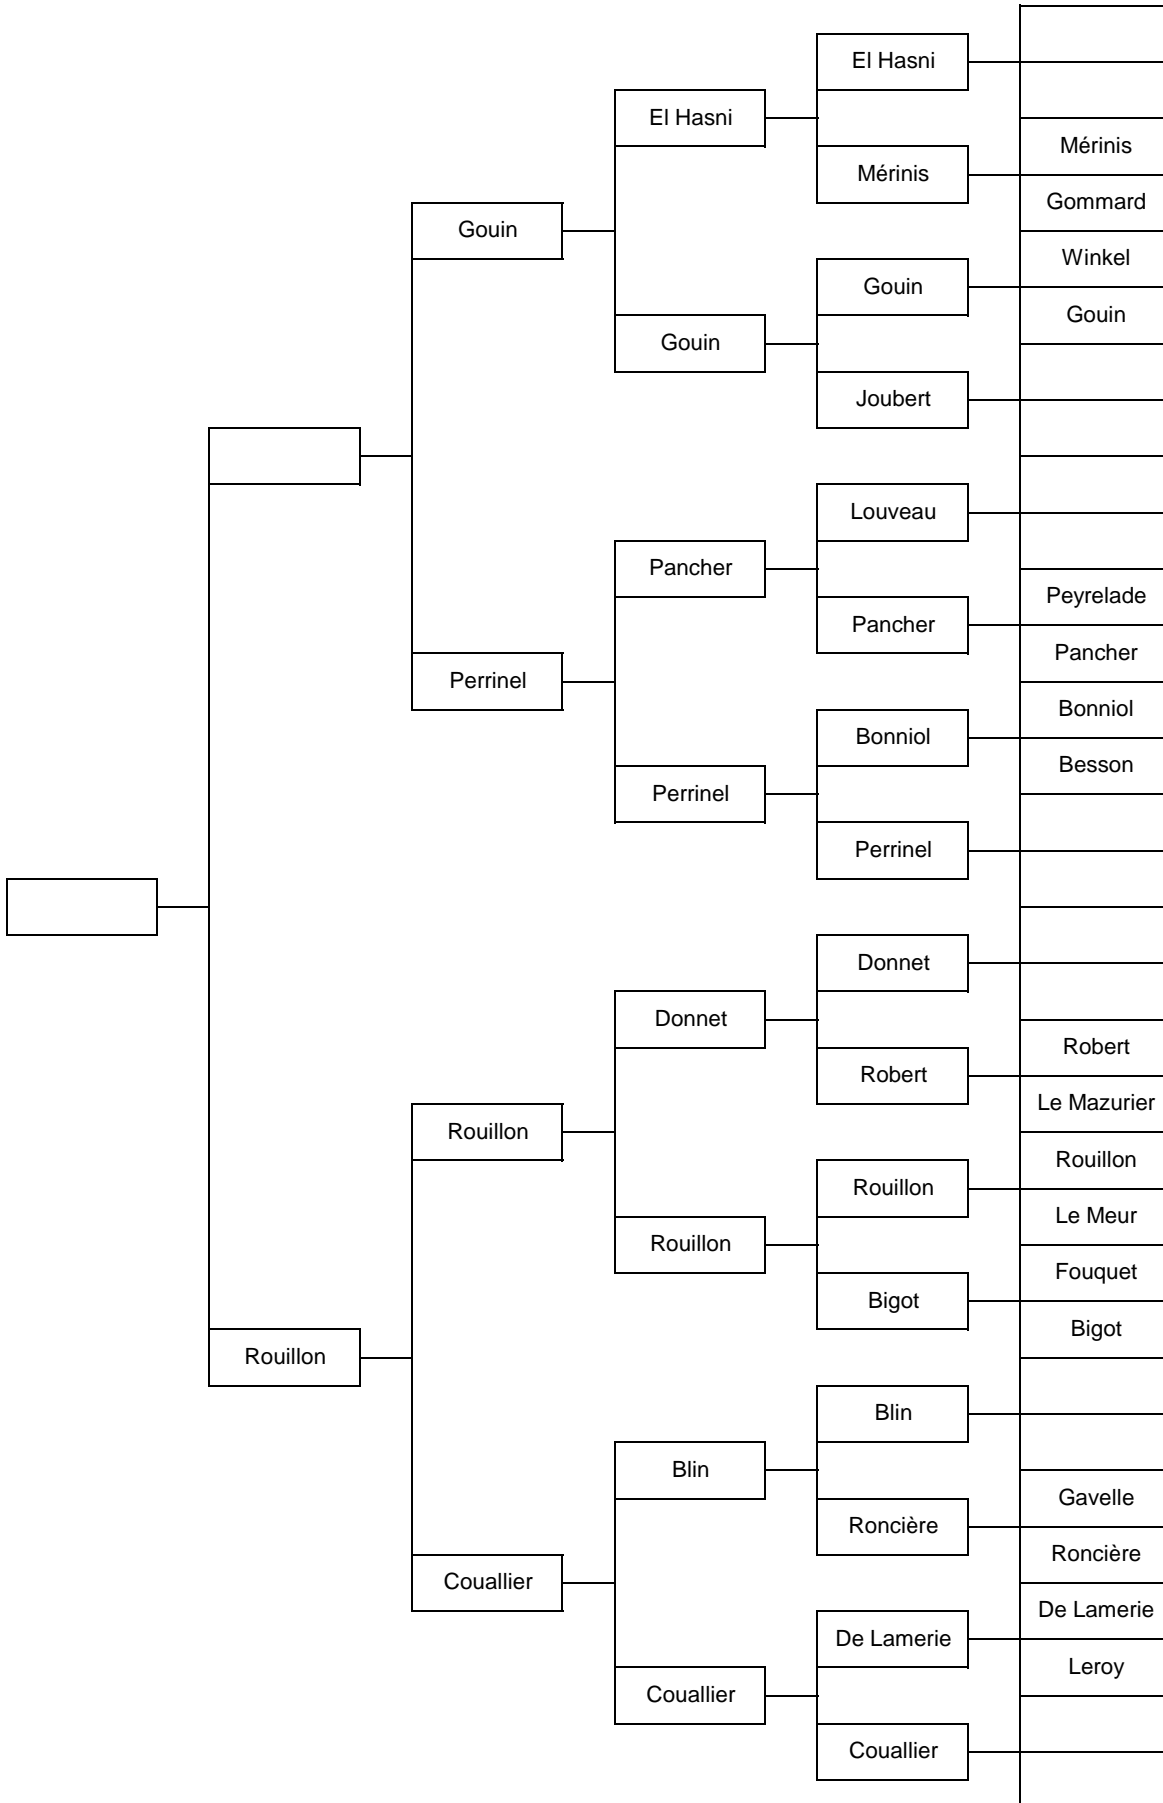 El Hasni
El Hasni
Mérinis
Mérinis
Gommard
Gouin
Winkel
Gouin
Gouin
Gouin
Joubert
Louveau
Pancher
Peyrelade
Pancher
Pancher
Perrinel
Bonniol
Bonniol
Besson
Perrinel
Perrinel
Donnet
Donnet
Robert
Robert
Le Mazurier
Rouillon
Rouillon
Rouillon
Le Meur
Rouillon
Fouquet
Bigot
Bigot
Rouillon
Blin
Blin
Gavelle
Roncière
Roncière
Couallier
De Lamerie
De Lamerie
Leroy
Couallier
Couallier